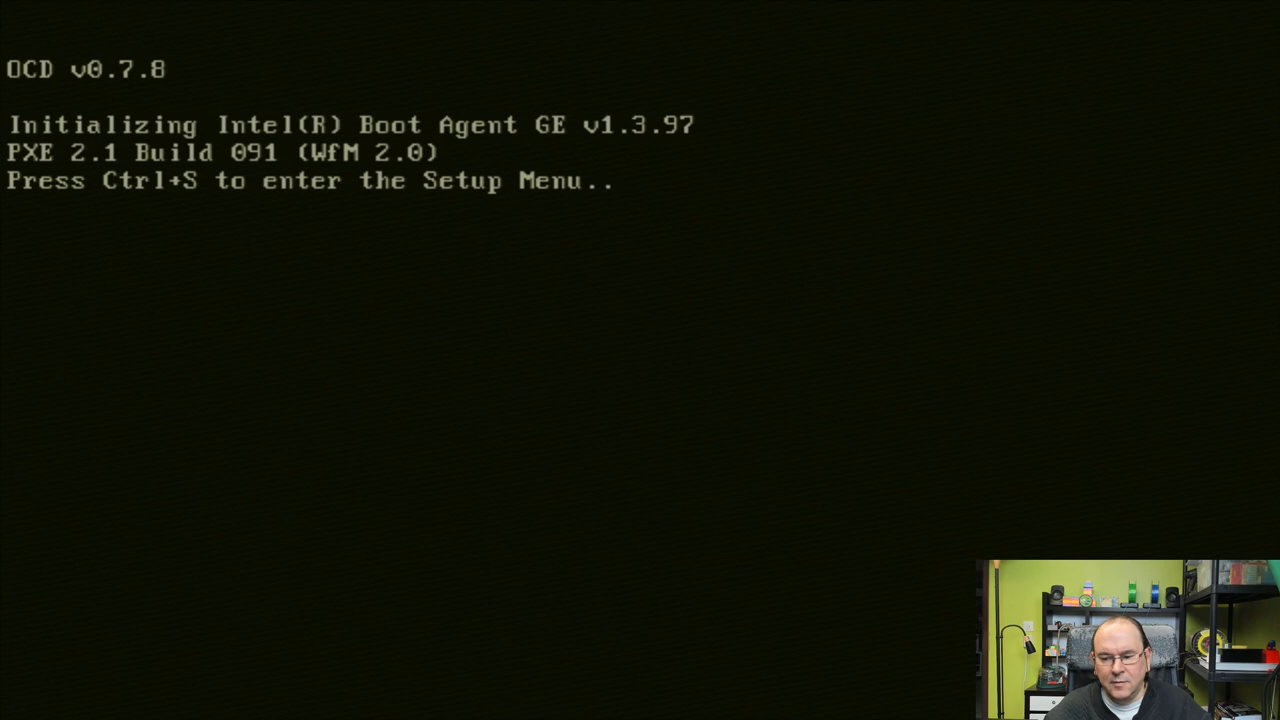 OCD v0.7.8
Initializing Intel(R) Boot Agent GE v1.3.97
PXE 2.1 Build 091 (WfM 2.0)
Press Ctrl+S to enter the Setup Menu..